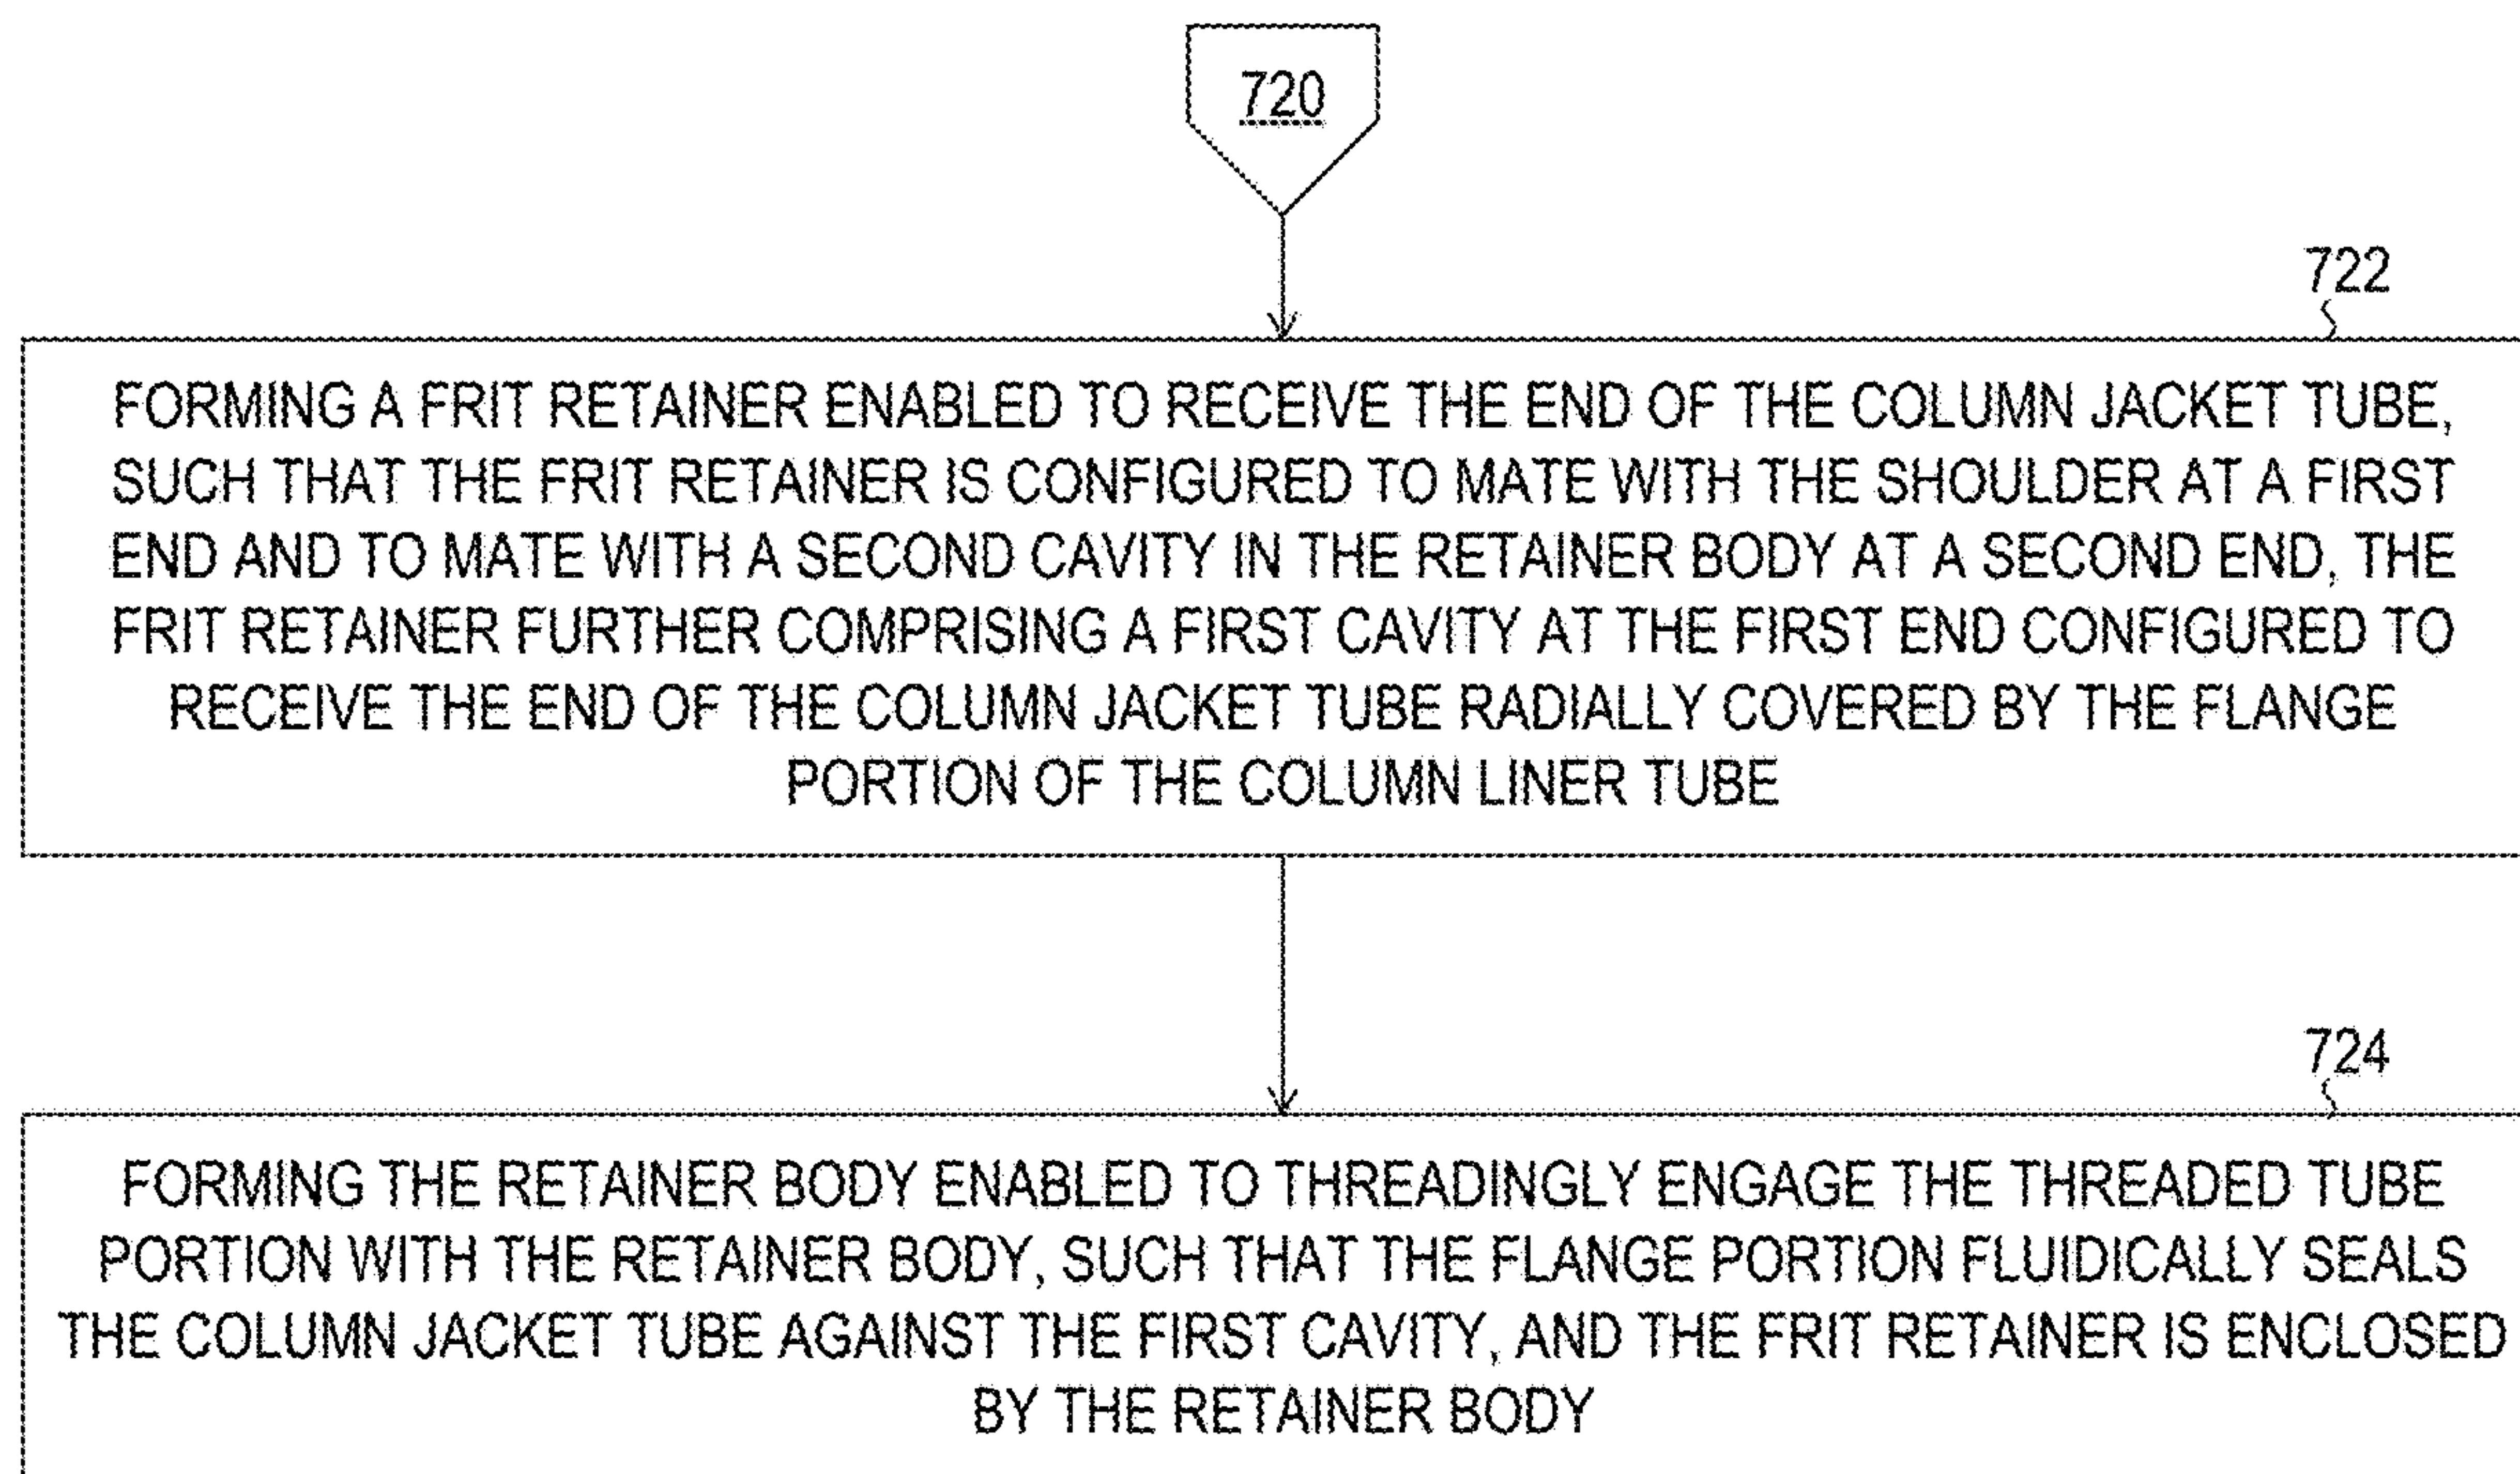 720
722
FORMING A FRIT RETAINER ENABLED TO RECEIVE THE END OF THE COLUMN JACKET TUBE,
SUCH THAT THE FRIT RETAINER IS CONFIGURED TO MATE WITH THE SHOULDER AT A FIRST
END AND TO MATE WITH A SECOND CAVITY IN THE RETAINER BODY AT A SECOND END, THE
FRIT RETAINER FURTHER COMPRISING A FIRST CAVITY AT THE FIRST END CONFIGURED TO
RECEIVE THE END OF THE COLUMN JACKET TUBE RADIALLY COVERED BY THE FLANGE
PORTION OF THE COLUMN LINER TUBE
724
FORMING THE RETAINER BODY ENABLED TO THREADINGLY ENGAGE THE THREADED TUBE
PORTION WITH THE RETAINER BODY, SUCH THAT THE FLANGE PORTION FLUIDICALLY SEALS
THE COLUMN JACKET TUBE AGAINST THE FIRST CAVITY, AND THE FRIT RETAINER IS ENCLOSED
BY THE RETAINER BODY